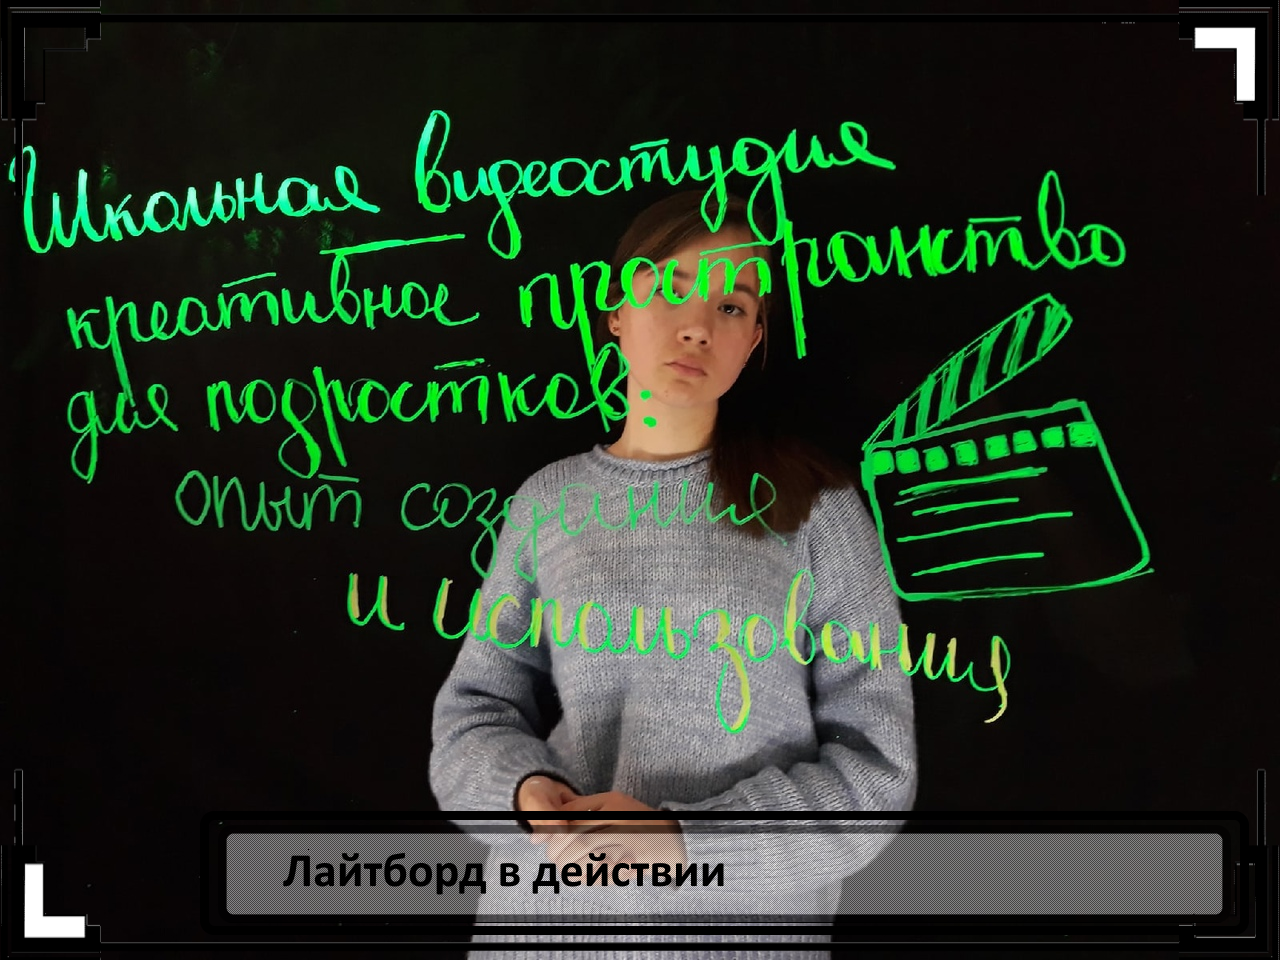 Школьная видеостудия
креативное пространство
для подростков:
опыт создания
и использования
Лайтборд в действии